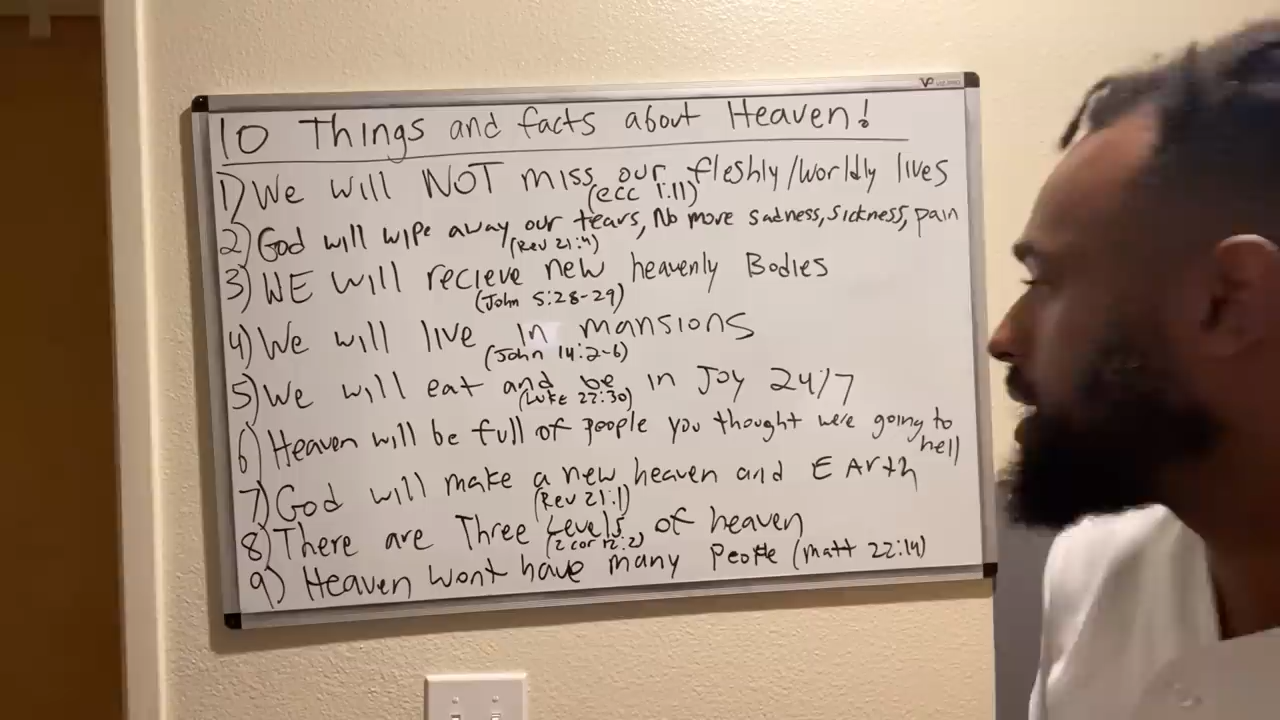 10 Things and facts about Heaven!
1) We will NOT miss our fleshly/worldly lives
(ecc 1:11)
2) God will wipe away our tears, No more sadness, sickness, pain
(Rev 21:4)
3) WE will recieve new heavenly Bodies
(John 5:28-29)
4) We will live in mansions
(John 14:2-6)
5) We will eat and be in Joy 24/7
(Luke 22:30)
6) Heaven will be full of people you thought were going to
hell
7) God will make a new heaven and EArth
(Rev 21:1)
8) There are Three Levels of heaven
(2 cor 12:2)
9) Heaven wont have many people (matt 22:14)